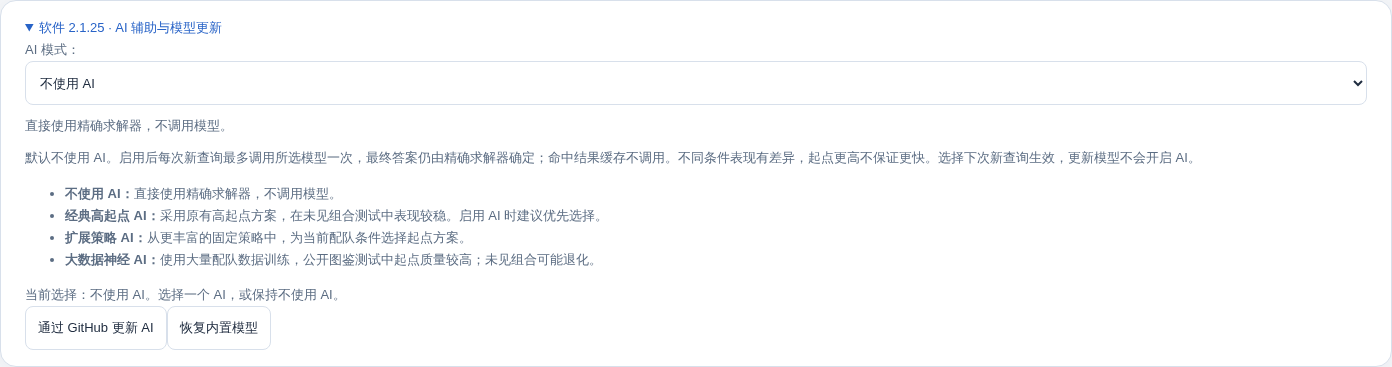 ▼ 软件 2.1.25 · AI 辅助与模型更新
AI 模式：
不使用 AI
直接使用精确求解器，不调用模型。
默认不使用 AI。启用后每次新查询最多调用所选模型一次，最终答案仍由精确求解器确定；命中结果缓存不调用。不同条件表现有差异，起点更高不保证更快。选择下次新查询生效，更新模型不会开启 AI。
• 不使用 AI：直接使用精确求解器，不调用模型。
• 经典高起点 AI：采用原有高起点方案，在未见组合测试中表现较稳。启用 AI 时建议优先选择。
• 扩展策略 AI：从更丰富的固定策略中，为当前配队条件选择起点方案。
• 大数据神经 AI：使用大量配队数据训练，公开图鉴测试中起点质量较高；未见组合可能退化。
当前选择：不使用 AI。选择一个 AI，或保持不使用 AI。
通过 GitHub 更新 AI 恢复内置模型